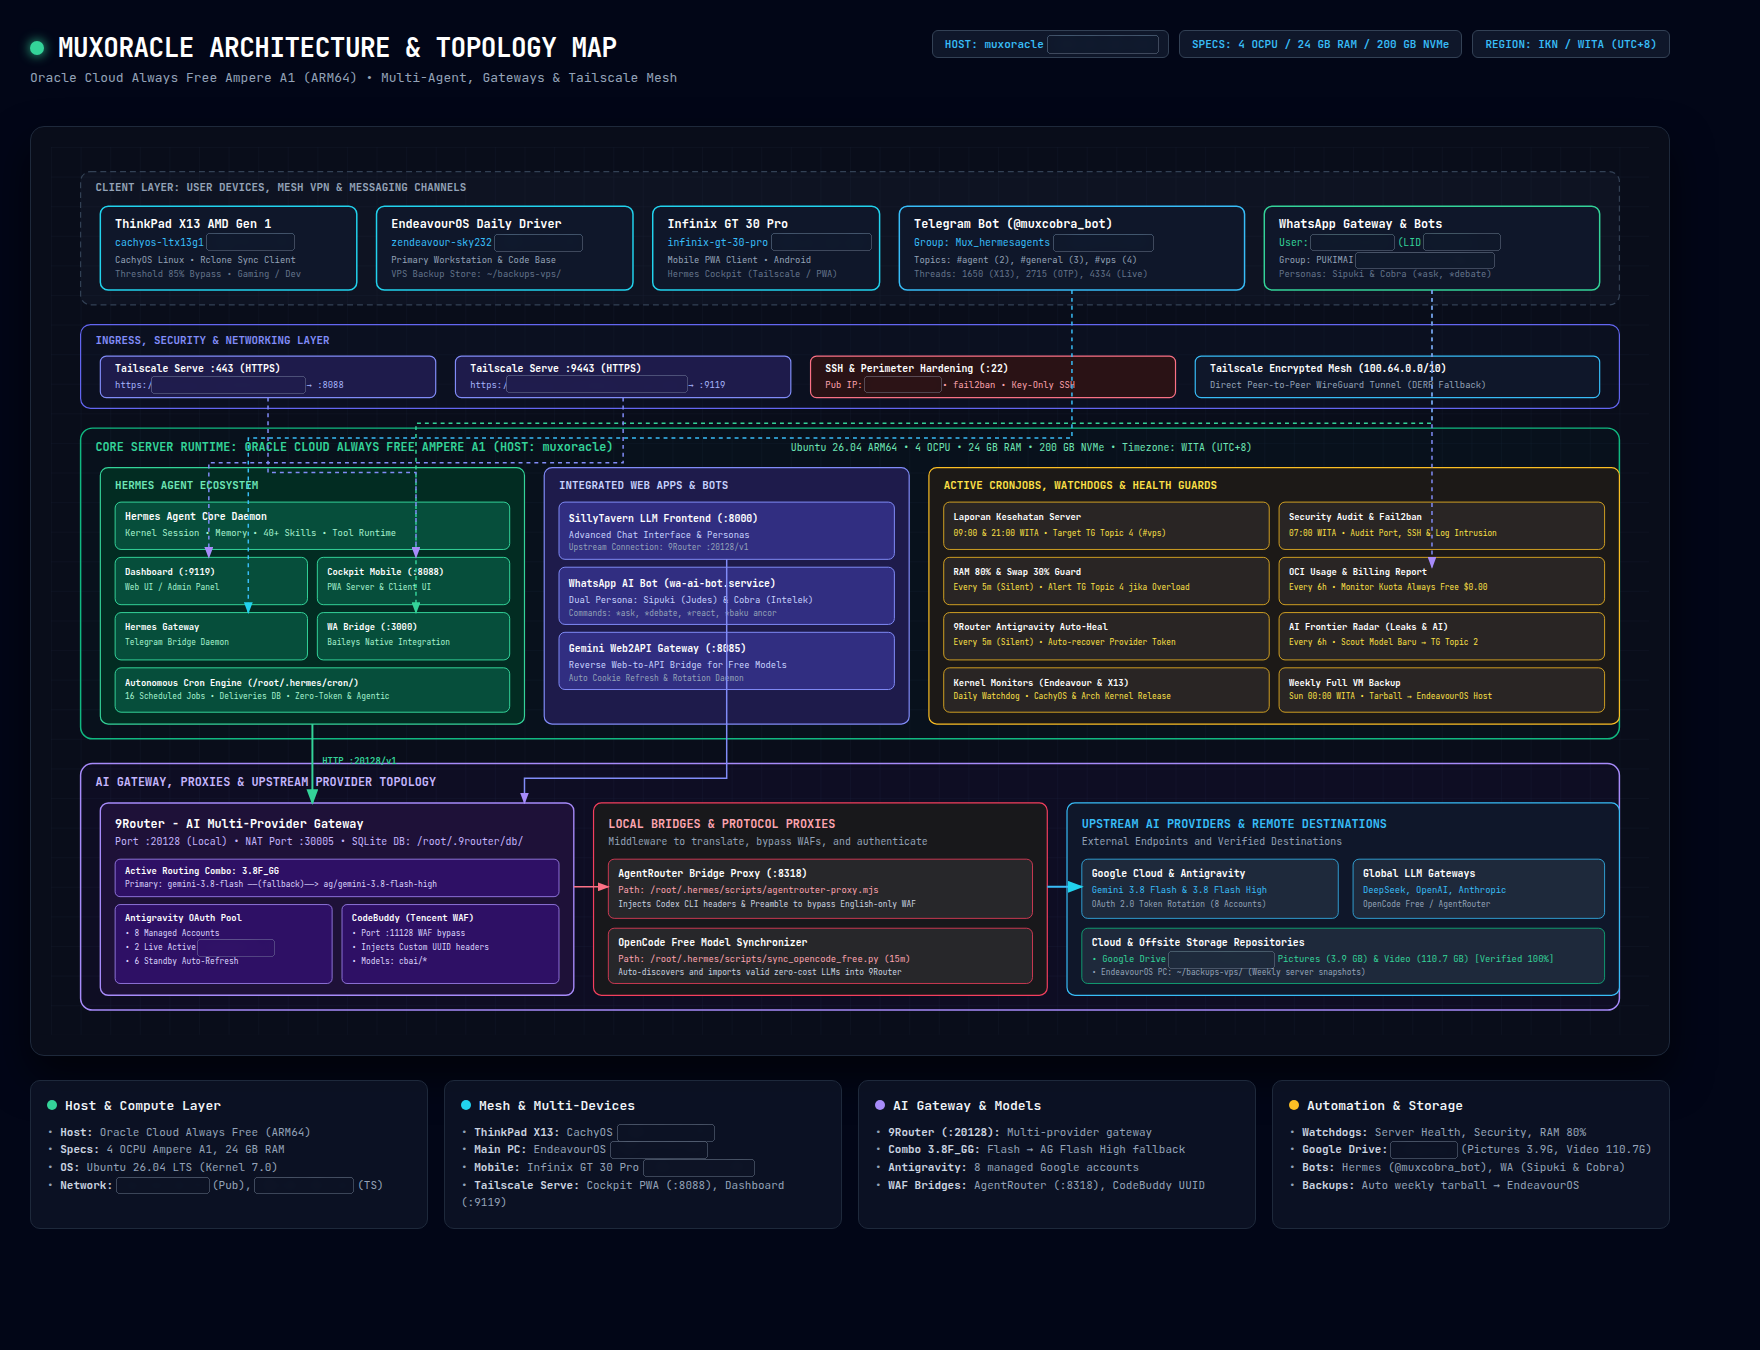 MUXORACLE ARCHITECTURE & TOPOLOGY MAP
Oracle Cloud Always Free Ampere A1 (ARM64) • Multi-Agent, Gateways & Tailscale Mesh
HOST: muxoracle
SPECS: 4 OCPU / 24 GB RAM / 200 GB NVMe
REGION: IKN / WITA (UTC+8)
CLIENT LAYER: USER DEVICES, MESH VPN & MESSAGING CHANNELS
ThinkPad X13 AMD Gen 1
cachyos-ltx13g1
CachyOS Linux • Rclone Sync Client
Threshold 85% Bypass • Gaming / Dev
EndeavourOS Daily Driver
zendeavour-sky232
Primary Workstation & Code Base
VPS Backup Store: ~/backups-vps/
Infinix GT 30 Pro
infinix-gt-30-pro
Mobile PWA Client • Android
Hermes Cockpit (Tailscale / PWA)
Telegram Bot (@muxcobra_bot)
Group: Mux_hermesagents
Topics: #agent (2), #general (3), #vps (4)
Threads: 1650 (X13), 2715 (OTP), 4334 (Live)
WhatsApp Gateway & Bots
User: (LID
Group: PUKIMAI
Personas: Sipuki & Cobra (*ask, *debate)
INGRESS, SECURITY & NETWORKING LAYER
Tailscale Serve :443 (HTTPS)
https:/ → :8088
Tailscale Serve :9443 (HTTPS)
https:/ → :9119
SSH & Perimeter Hardening (:22)
Pub IP: • fail2ban • Key-Only SSH
Tailscale Encrypted Mesh (100.64.0.0/10)
Direct Peer-to-Peer WireGuard Tunnel (DERP Fallback)
CORE SERVER RUNTIME: ORACLE CLOUD ALWAYS FREE AMPERE A1 (HOST: muxoracle)
Ubuntu 26.04 ARM64 • 4 OCPU • 24 GB RAM • 200 GB NVMe • Timezone: WITA (UTC+8)
HERMES AGENT ECOSYSTEM
Hermes Agent Core Daemon
Kernel Session • Memory • 40+ Skills • Tool Runtime
Dashboard (:9119)
Web UI / Admin Panel
Cockpit Mobile (:8088)
PWA Server & Client UI
Hermes Gateway
Telegram Bridge Daemon
WA Bridge (:3000)
Baileys Native Integration
Autonomous Cron Engine (/root/.hermes/cron/)
16 Scheduled Jobs • Deliveries DB • Zero-Token & Agentic
INTEGRATED WEB APPS & BOTS
SillyTavern LLM Frontend (:8000)
Advanced Chat Interface & Personas
Upstream Connection: 9Router :20128/v1
WhatsApp AI Bot (wa-ai-bot.service)
Dual Persona: Sipuki (Judes) & Cobra (Intelek)
Commands: *ask, *debate, *react, *baku ancor
Gemini Web2API Gateway (:8085)
Reverse Web-to-API Bridge for Free Models
Auto Cookie Refresh & Rotation Daemon
ACTIVE CRONJOBS, WATCHDOGS & HEALTH GUARDS
Laporan Kesehatan Server
09:00 & 21:00 WITA • Target TG Topic 4 (#vps)
Security Audit & Fail2ban
07:00 WITA • Audit Port, SSH & Log Intrusion
RAM 80% & Swap 30% Guard
Every 5m (Silent) • Alert TG Topic 4 jika Overload
OCI Usage & Billing Report
Every 6h • Monitor Kuota Always Free $0.00
9Router Antigravity Auto-Heal
Every 5m (Silent) • Auto-recover Provider Token
AI Frontier Radar (Leaks & AI)
Every 6h • Scout Model Baru → TG Topic 2
Kernel Monitors (Endeavour & X13)
Daily Watchdog • CachyOS & Arch Kernel Release
Weekly Full VM Backup
Sun 00:00 WITA • Tarball → EndeavourOS Host
HTTP :20128/v1
AI GATEWAY, PROXIES & UPSTREAM PROVIDER TOPOLOGY
9Router - AI Multi-Provider Gateway
Port :20128 (Local) • NAT Port :30005 • SQLite DB: /root/.9router/db/
Active Routing Combo: 3.8F_GG
Primary: gemini-3.8-flash ──(fallback)──> ag/gemini-3.8-flash-high
Antigravity OAuth Pool
• 8 Managed Accounts
• 2 Live Active
• 6 Standby Auto-Refresh
CodeBuddy (Tencent WAF)
• Port :11128 WAF bypass
• Injects Custom UUID headers
• Models: cbai/*
LOCAL BRIDGES & PROTOCOL PROXIES
Middleware to translate, bypass WAFs, and authenticate
AgentRouter Bridge Proxy (:8318)
Path: /root/.hermes/scripts/agentrouter-proxy.mjs
Injects Codex CLI headers & Preamble to bypass English-only WAF
OpenCode Free Model Synchronizer
Path: /root/.hermes/scripts/sync_opencode_free.py (15m)
Auto-discovers and imports valid zero-cost LLMs into 9Router
UPSTREAM AI PROVIDERS & REMOTE DESTINATIONS
External Endpoints and Verified Destinations
Google Cloud & Antigravity
Gemini 3.8 Flash & 3.8 Flash High
OAuth 2.0 Token Rotation (8 Accounts)
Global LLM Gateways
DeepSeek, OpenAI, Anthropic
OpenCode Free / AgentRouter
Cloud & Offsite Storage Repositories
• Google Drive Pictures (3.9 GB) & Video (110.7 GB) [Verified 100%]
• EndeavourOS PC: ~/backups-vps/ (Weekly server snapshots)
Host & Compute Layer
• Host: Oracle Cloud Always Free (ARM64)
• Specs: 4 OCPU Ampere A1, 24 GB RAM
• OS: Ubuntu 26.04 LTS (Kernel 7.0)
• Network: (Pub), (TS)
Mesh & Multi-Devices
• ThinkPad X13: CachyOS
• Main PC: EndeavourOS
• Mobile: Infinix GT 30 Pro
• Tailscale Serve: Cockpit PWA (:8088), Dashboard
(:9119)
AI Gateway & Models
• 9Router (:20128): Multi-provider gateway
• Combo 3.8F_GG: Flash → AG Flash High fallback
• Antigravity: 8 managed Google accounts
• WAF Bridges: AgentRouter (:8318), CodeBuddy UUID
Automation & Storage
• Watchdogs: Server Health, Security, RAM 80%
• Google Drive: (Pictures 3.9G, Video 110.7G)
• Bots: Hermes (@muxcobra_bot), WA (Sipuki & Cobra)
• Backups: Auto weekly tarball → EndeavourOS